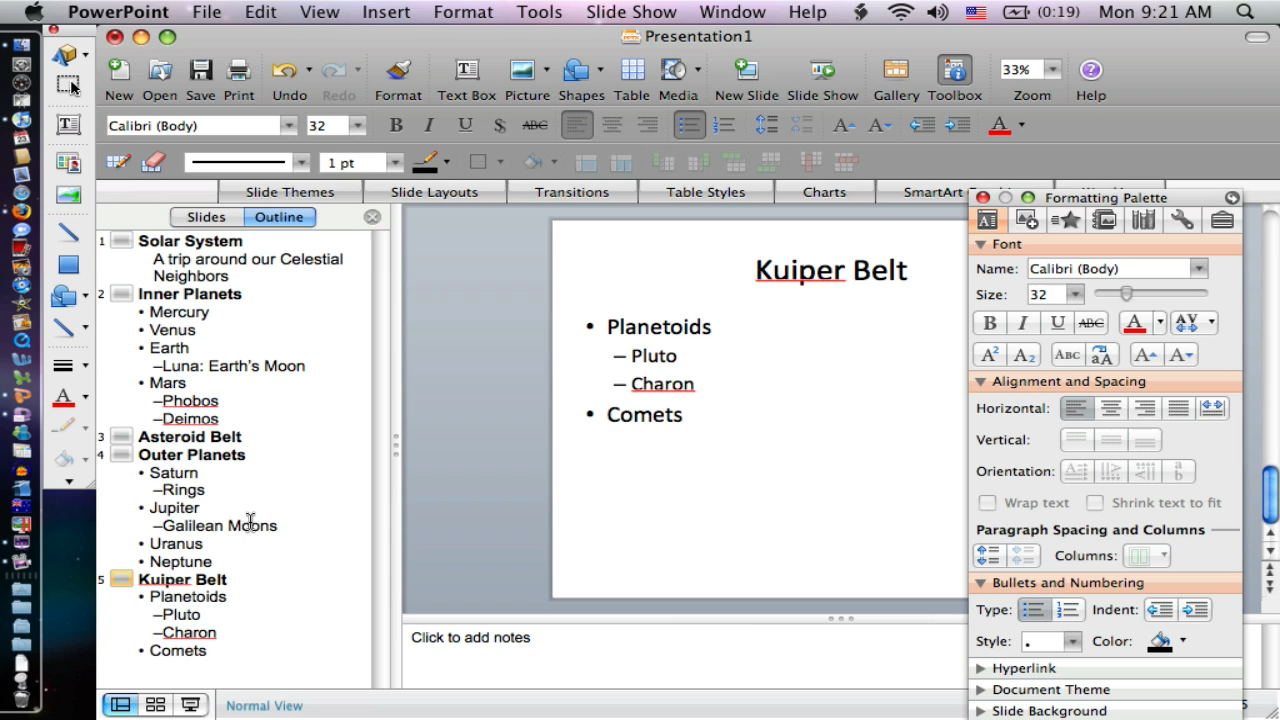 PowerPoint File Edit View Insert Format Tools Slide Show Window Help (0:19) Mon 9:21 AM
Presentation1
New Open Save Print Undo Redo Format Text Box Picture Shapes Table Media New Slide Slide Show Gallery Toolbox 33% Zoom Help
Calibri (Body) 32 B I U S ABC A A A
1 pt
Slide Themes Slide Layouts Transitions Table Styles Charts SmartArt
Slides Outline
1 Solar System
A trip around our Celestial
Neighbors
2 Inner Planets
• Mercury
• Venus
• Earth
–Luna: Earth's Moon
• Mars
–Phobos
–Deimos
3 Asteroid Belt
4 Outer Planets
• Saturn
–Rings
• Jupiter
–Galilean Moons
• Uranus
• Neptune
5 Kuiper Belt
• Planetoids
–Pluto
–Charon
• Comets
Kuiper Belt
• Planetoids
– Pluto
– Charon
• Comets
Click to add notes
Normal View
Formatting Palette
Font
Name: Calibri (Body)
Size: 32
B I U ABC A AV
A² A₂ ABC aA A A
Alignment and Spacing
Horizontal:
Vertical:
Orientation:
Wrap text Shrink text to fit
Paragraph Spacing and Columns
Columns:
Bullets and Numbering
Type: Indent:
Style: Color:
Hyperlink
Document Theme
Slide Background